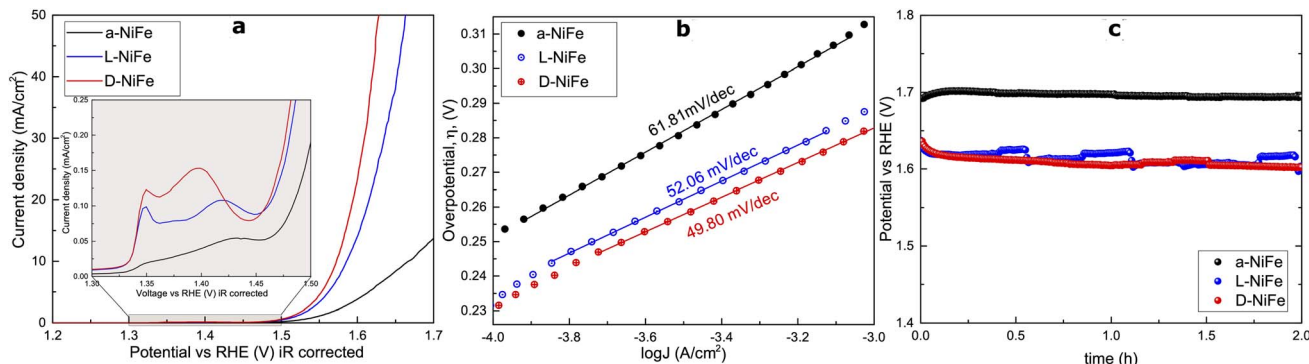 a
a-NiFe
L-NiFe
D-NiFe
Current density (mA/cm²)
50
40
30
20
10
0
1.2
1.3
1.4
1.5
1.6
1.7
Potential vs RHE (V) iR corrected
Current density (mA/cm²)
0.25
0.20
0.15
0.10
0.05
0.00
1.30
1.35
1.40
1.45
1.50
Voltage vs RHE (V) iR corrected
b
a-NiFe
L-NiFe
D-NiFe
Overpotential, η, (V)
0.31
0.29
0.28
0.26
0.25
0.23
61.81mV/dec
52.06 mV/dec
49.80 mV/dec
-4.0
-3.8
-3.6
-3.4
-3.2
-3.0
logJ (A/cm²)
c
Potential vs RHE (V)
1.8
1.7
1.6
1.5
1.4
a-NiFe
L-NiFe
D-NiFe
0.0
0.5
1.0
1.5
2.0
time (h)